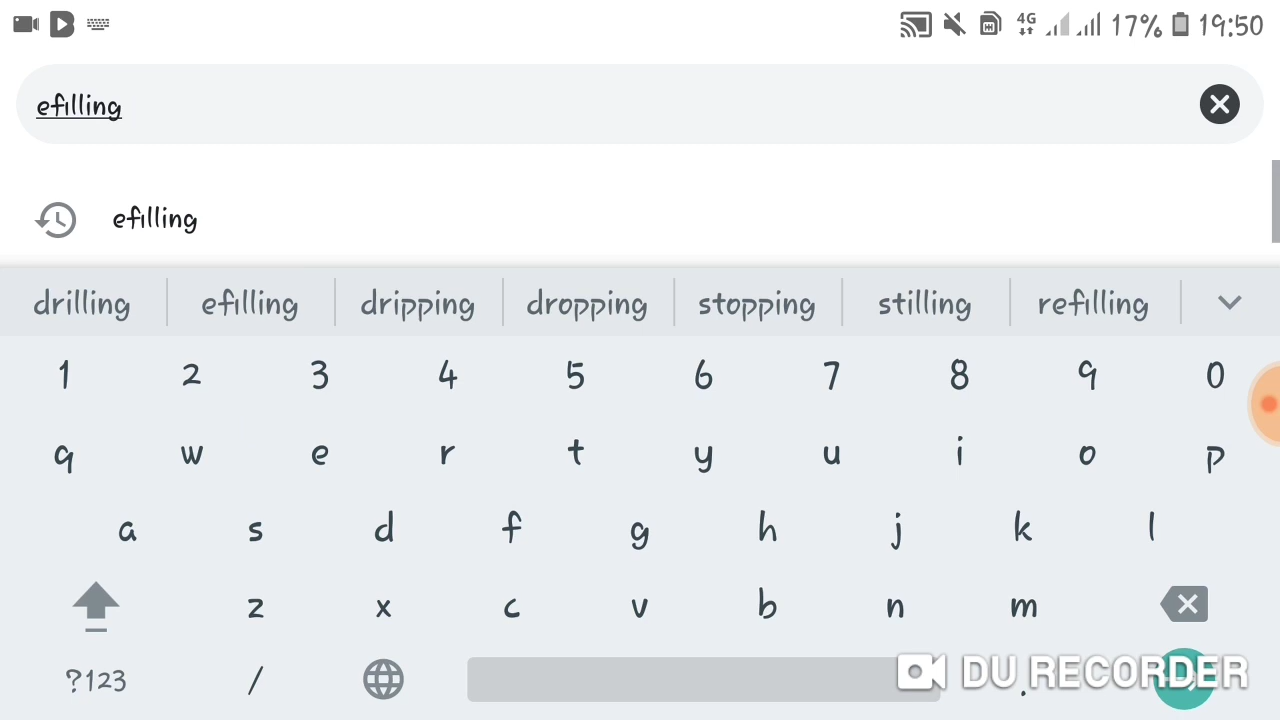 4G 17% 19:50
efilling
efilling
drilling efilling dripping dropping stopping stilling refilling
1 2 3 4 5 6 7 8 9 0
q w e r t y u i o p
a s d f g h j k l
z x c v b n m
?123 / .
DU RECORDER